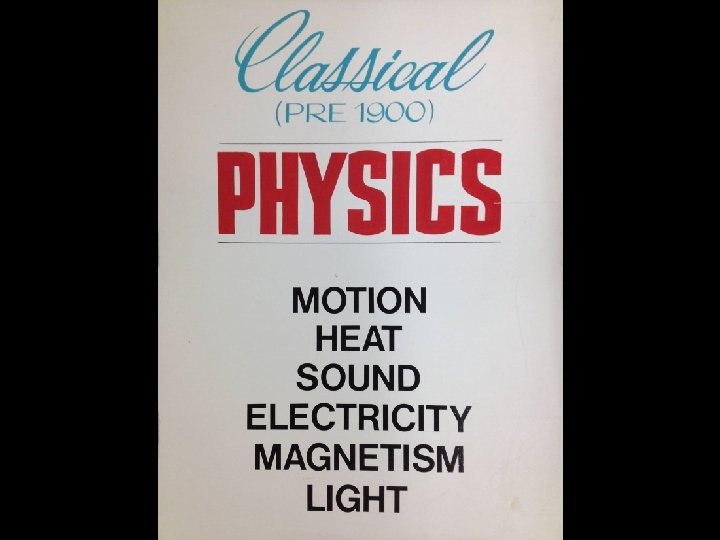 Classical
(PRE 1900)
PHYSICS
MOTION
HEAT
SOUND
ELECTRICITY
MAGNETISM
LIGHT